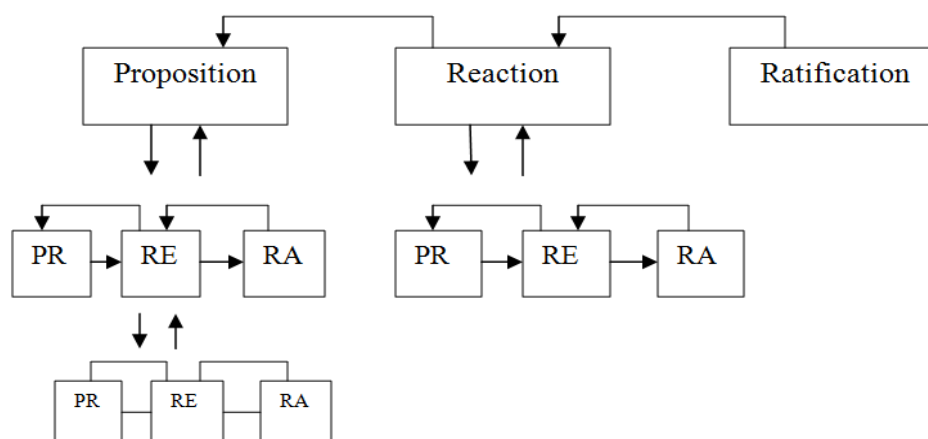 Proposition Reaction Ratification
PR RE RA PR RE RA
PR RE RA